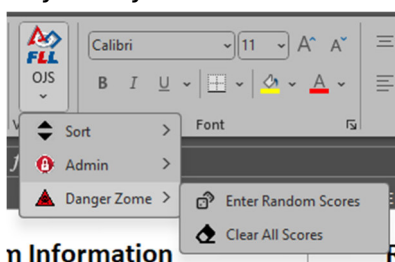 FLL
Calibri
11
A^ A˅
OJS
B I U A
Font
Sort
Admin
Danger Zome
Enter Random Scores
Clear All Scores
n Information